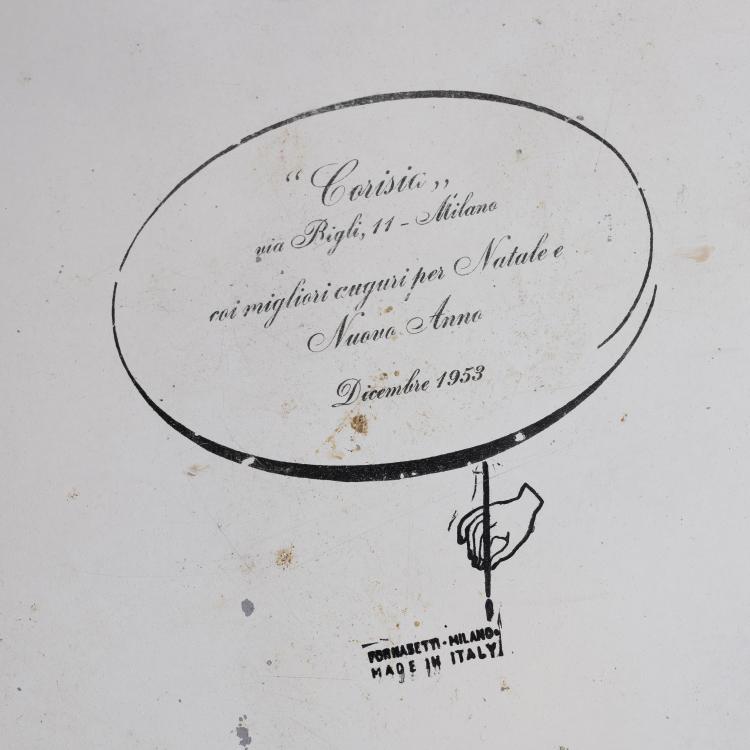 “Corisia„
via Bigli, 11 - Milano
coi migliori auguri per Natale e
Nuovo Anno
Dicembre 1953
FORNASETTI·MILANO
MADE IN ITALY